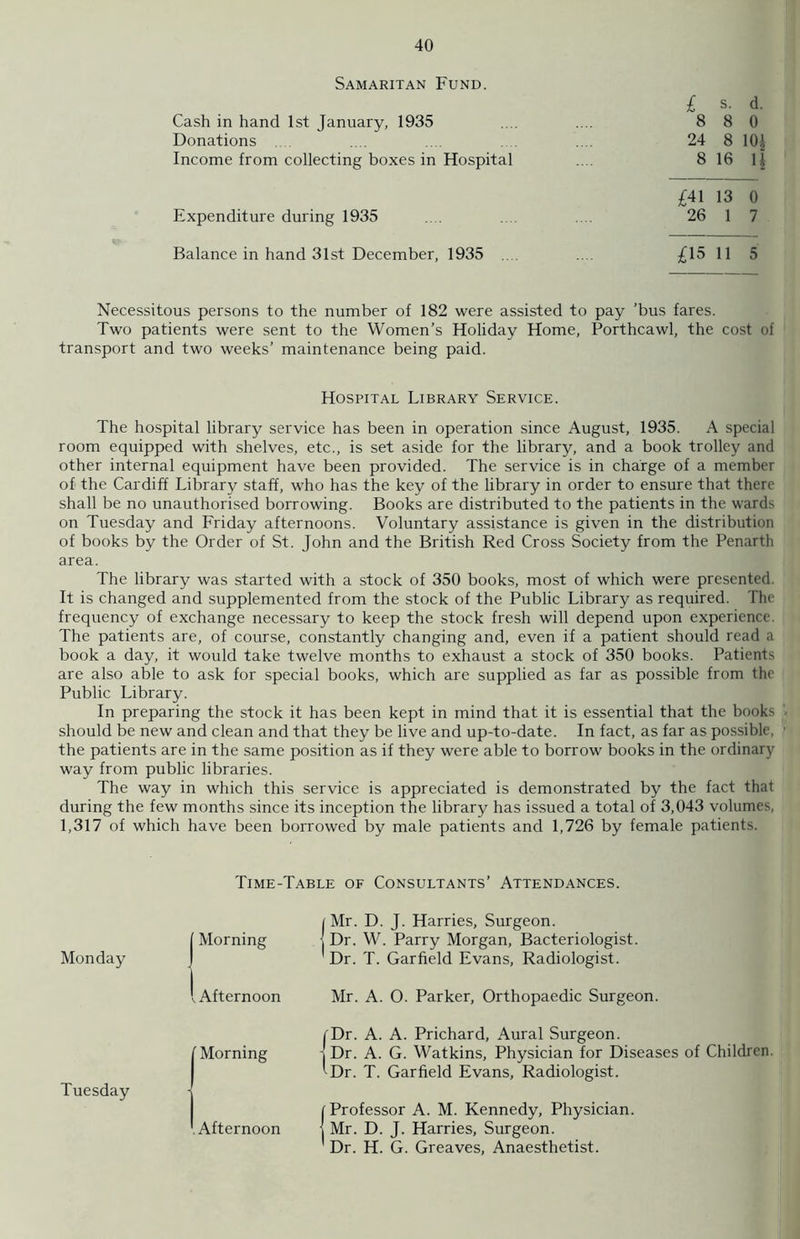 40
Samaritan Fund.
£ s. d.
Cash in hand 1st January, 1935 .... .... 8 8 0
Donations .... .... .... .... .... 24 8 10½
Income from collecting boxes in Hospital .... 8 16 1½
£41 13 0
Expenditure during 1935 .... .... .... 26 1 7
Balance in hand 31st December, 1935 .... .... £15 11 5
Necessitous persons to the number of 182 were assisted to pay ’bus fares.
Two patients were sent to the Women’s Holiday Home, Porthcawl, the cost of
transport and two weeks’ maintenance being paid.
Hospital Library Service.
The hospital library service has been in operation since August, 1935. A special
room equipped with shelves, etc., is set aside for the library, and a book trolley and
other internal equipment have been provided. The service is in charge of a member
of the Cardiff Library staff, who has the key of the library in order to ensure that there
shall be no unauthorised borrowing. Books are distributed to the patients in the wards
on Tuesday and Friday afternoons. Voluntary assistance is given in the distribution
of books by the Order of St. John and the British Red Cross Society from the Penarth
area.
The library was started with a stock of 350 books, most of which were presented.
It is changed and supplemented from the stock of the Public Library as required. The
frequency of exchange necessary to keep the stock fresh will depend upon experience.
The patients are, of course, constantly changing and, even if a patient should read a
book a day, it would take twelve months to exhaust a stock of 350 books. Patients
are also able to ask for special books, which are supplied as far as possible from the
Public Library.
In preparing the stock it has been kept in mind that it is essential that the books
should be new and clean and that they be live and up-to-date. In fact, as far as possible,
the patients are in the same position as if they were able to borrow books in the ordinary
way from public libraries.
The way in which this service is appreciated is demonstrated by the fact that
during the few months since its inception the library has issued a total of 3,043 volumes,
1,317 of which have been borrowed by male patients and 1,726 by female patients.
Time-Table of Consultants’ Attendances.
Monday
Morning
Mr. D. J. Harries, Surgeon.
Dr. W. Parry Morgan, Bacteriologist.
Dr. T. Garfield Evans, Radiologist.
Afternoon Mr. A. O. Parker, Orthopaedic Surgeon.
Tuesday
Morning
Dr. A. A. Prichard, Aural Surgeon.
Dr. A. G. Watkins, Physician for Diseases of Children.
Dr. T. Garfield Evans, Radiologist.
Afternoon
Professor A. M. Kennedy, Physician.
Mr. D. J. Harries, Surgeon.
Dr. H. G. Greaves, Anaesthetist.